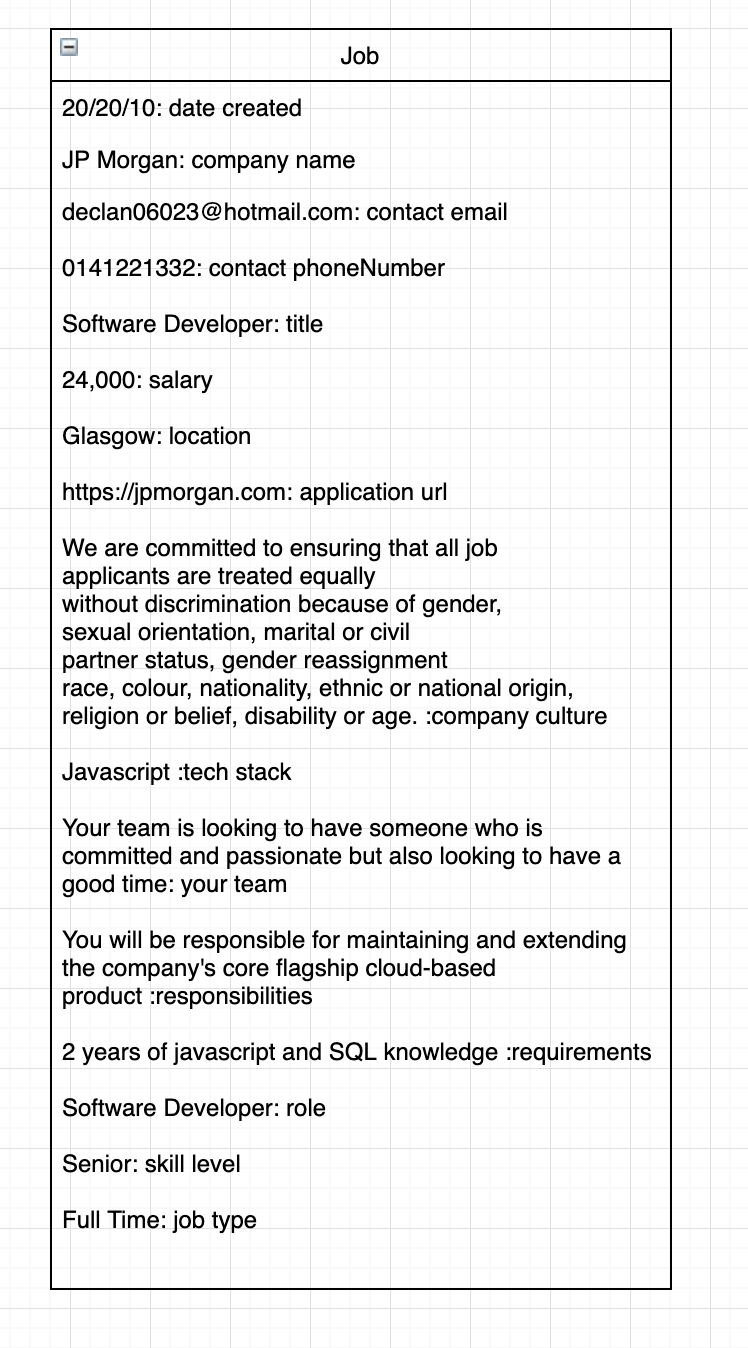 Job
20/20/10: date created
JP Morgan: company name
declan06023@hotmail.com: contact email
0141221332: contact phoneNumber
Software Developer: title
24,000: salary
Glasgow: location
https://jpmorgan.com: application url
We are committed to ensuring that all job
applicants are treated equally
without discrimination because of gender,
sexual orientation, marital or civil
partner status, gender reassignment
race, colour, nationality, ethnic or national origin,
religion or belief, disability or age. :company culture
Javascript :tech stack
Your team is looking to have someone who is
committed and passionate but also looking to have a
good time: your team
You will be responsible for maintaining and extending
the company's core flagship cloud-based
product :responsibilities
2 years of javascript and SQL knowledge :requirements
Software Developer: role
Senior: skill level
Full Time: job type